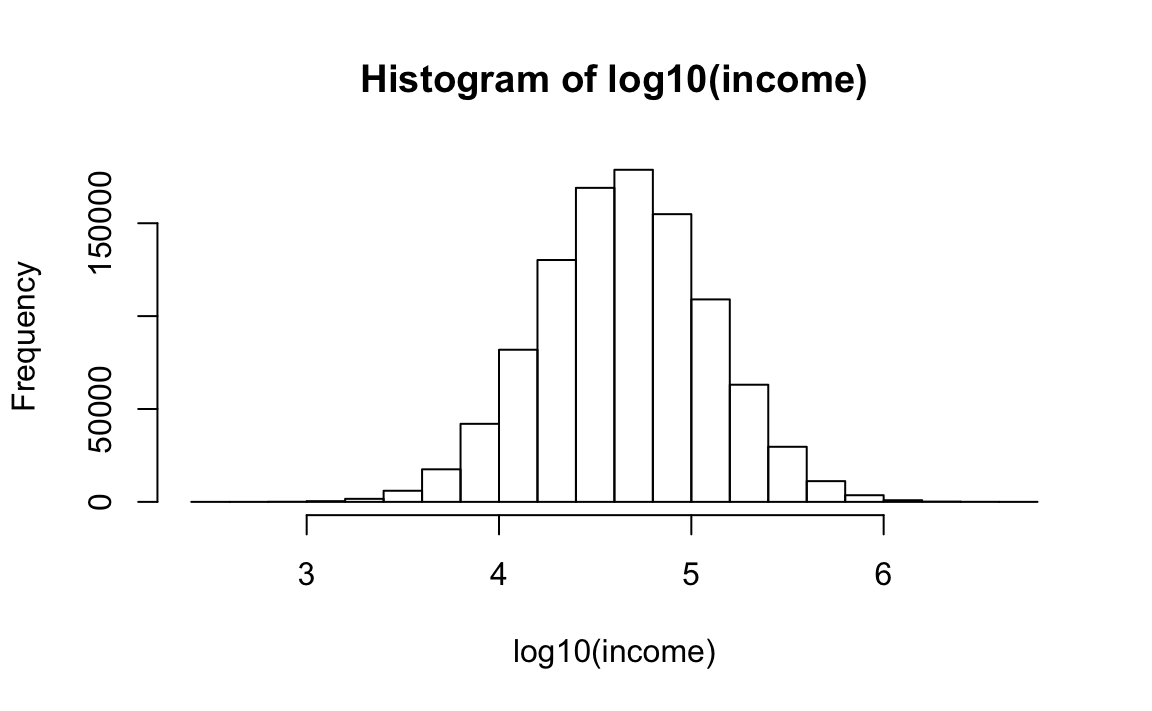 Histogram of log10(income)
Frequency
150000
50000
0
3 4 5 6
log10(income)